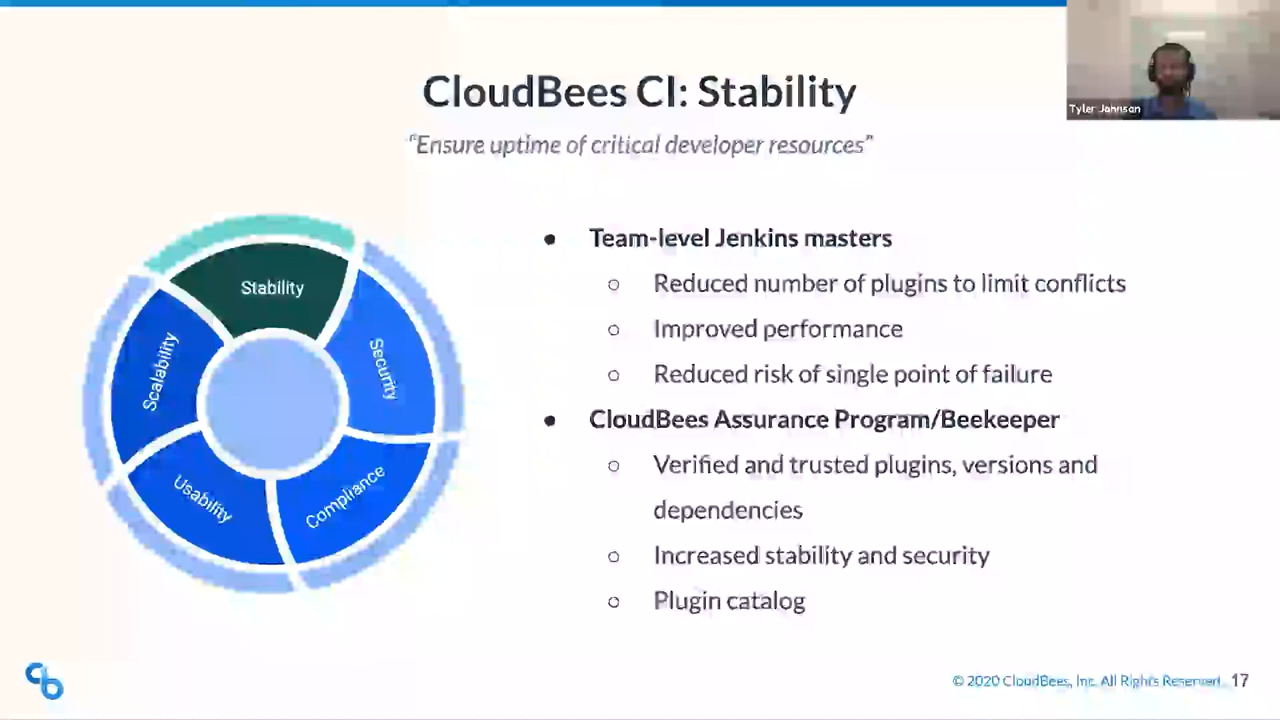 CloudBees CI: Stability
"Ensure uptime of critical developer resources"
Tyler Johnson
Stability
Security
Compliance
Usability
Scalability
● Team-level Jenkins masters
○ Reduced number of plugins to limit conflicts
○ Improved performance
○ Reduced risk of single point of failure
● CloudBees Assurance Program/Beekeeper
○ Verified and trusted plugins, versions and
dependencies
○ Increased stability and security
○ Plugin catalog
© 2020 CloudBees, Inc. All Rights Reserved. 17